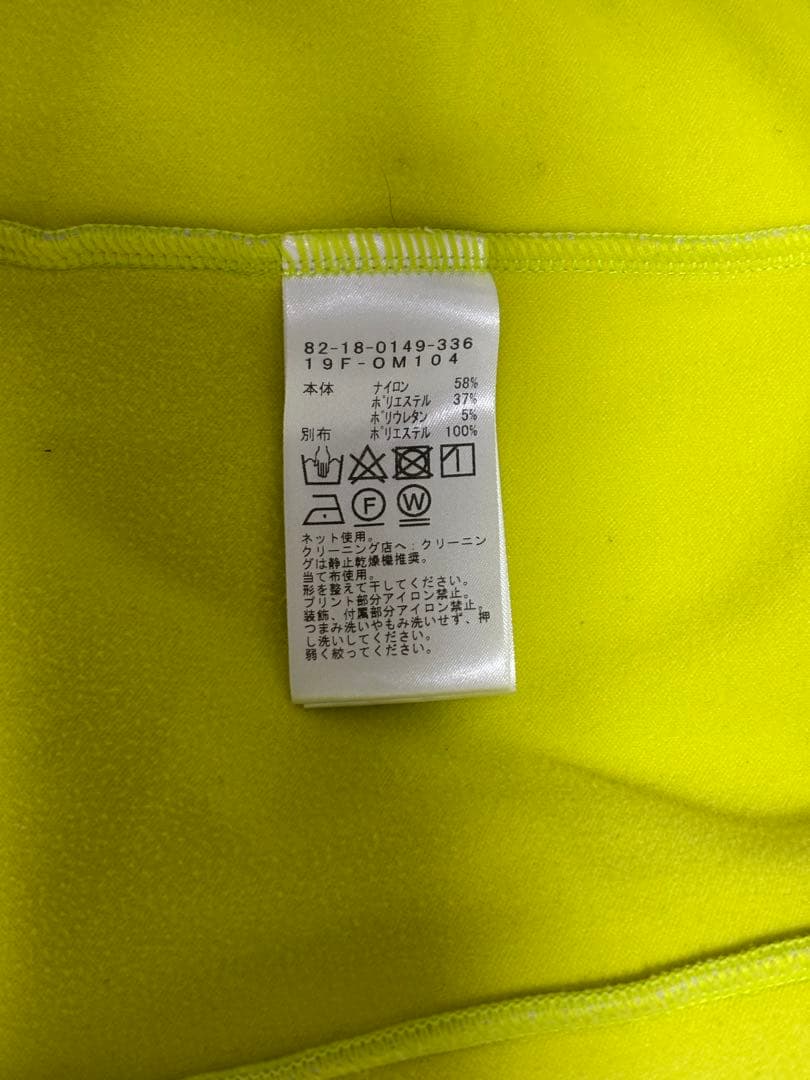 82-18-0149-336
19F-OM104
本体 ナイロン 58%
ポリエステル 37%
ポリウレタン 5%
別布 ポリエステル 100%
F W
ネット使用。
クリーニング店へ:クリーニン
グは静止乾燥機推奨。
当て布使用。
形を整えて干してください。
プリント部分アイロン禁止。
装飾、付属部分アイロン禁止。
つまみ洗いやもみ洗いせず、押
し洗いしてください。
弱く絞ってください。